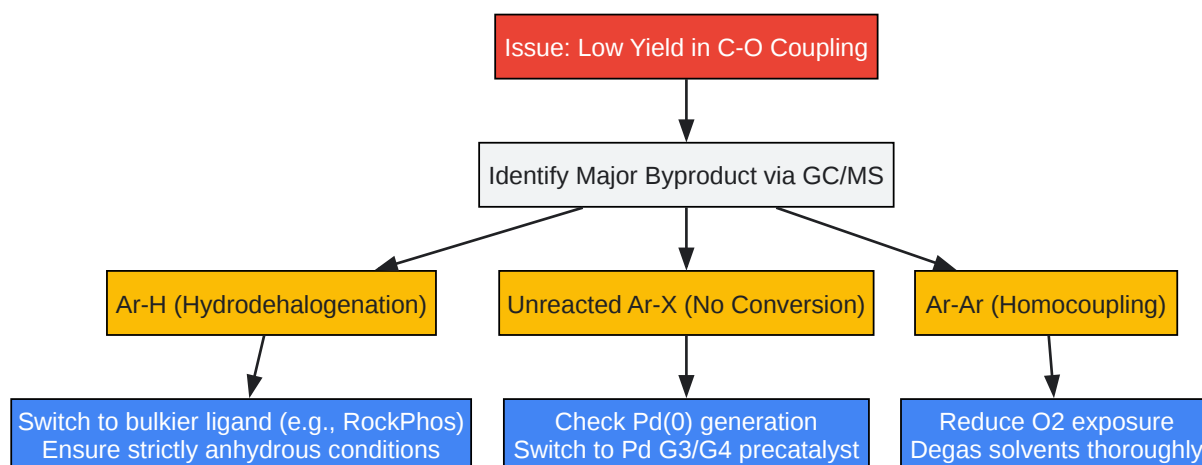 Issue: Low Yield in C-O Coupling
Identify Major Byproduct via GC/MS
Ar-H (Hydrodehalogenation)
Unreacted Ar-X (No Conversion)
Ar-Ar (Homocoupling)
Switch to bulkier ligand (e.g., RockPhos)
Ensure strictly anhydrous conditions
Check Pd(0) generation
Switch to Pd G3/G4 precatalyst
Reduce O2 exposure
Degas solvents thoroughly